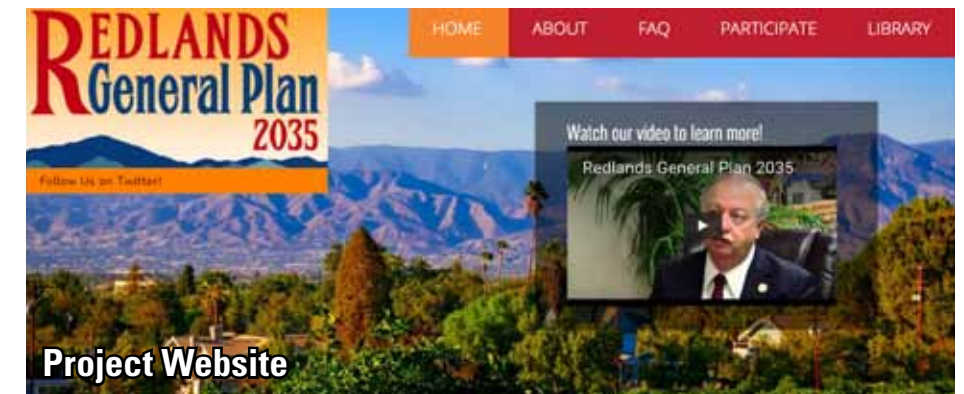 REDLANDS
General Plan
2035
Follow Us on Twitter!
HOME ABOUT FAQ PARTICIPATE LIBRARY
Watch our video to learn more!
Redlands General Plan 2035
Project Website